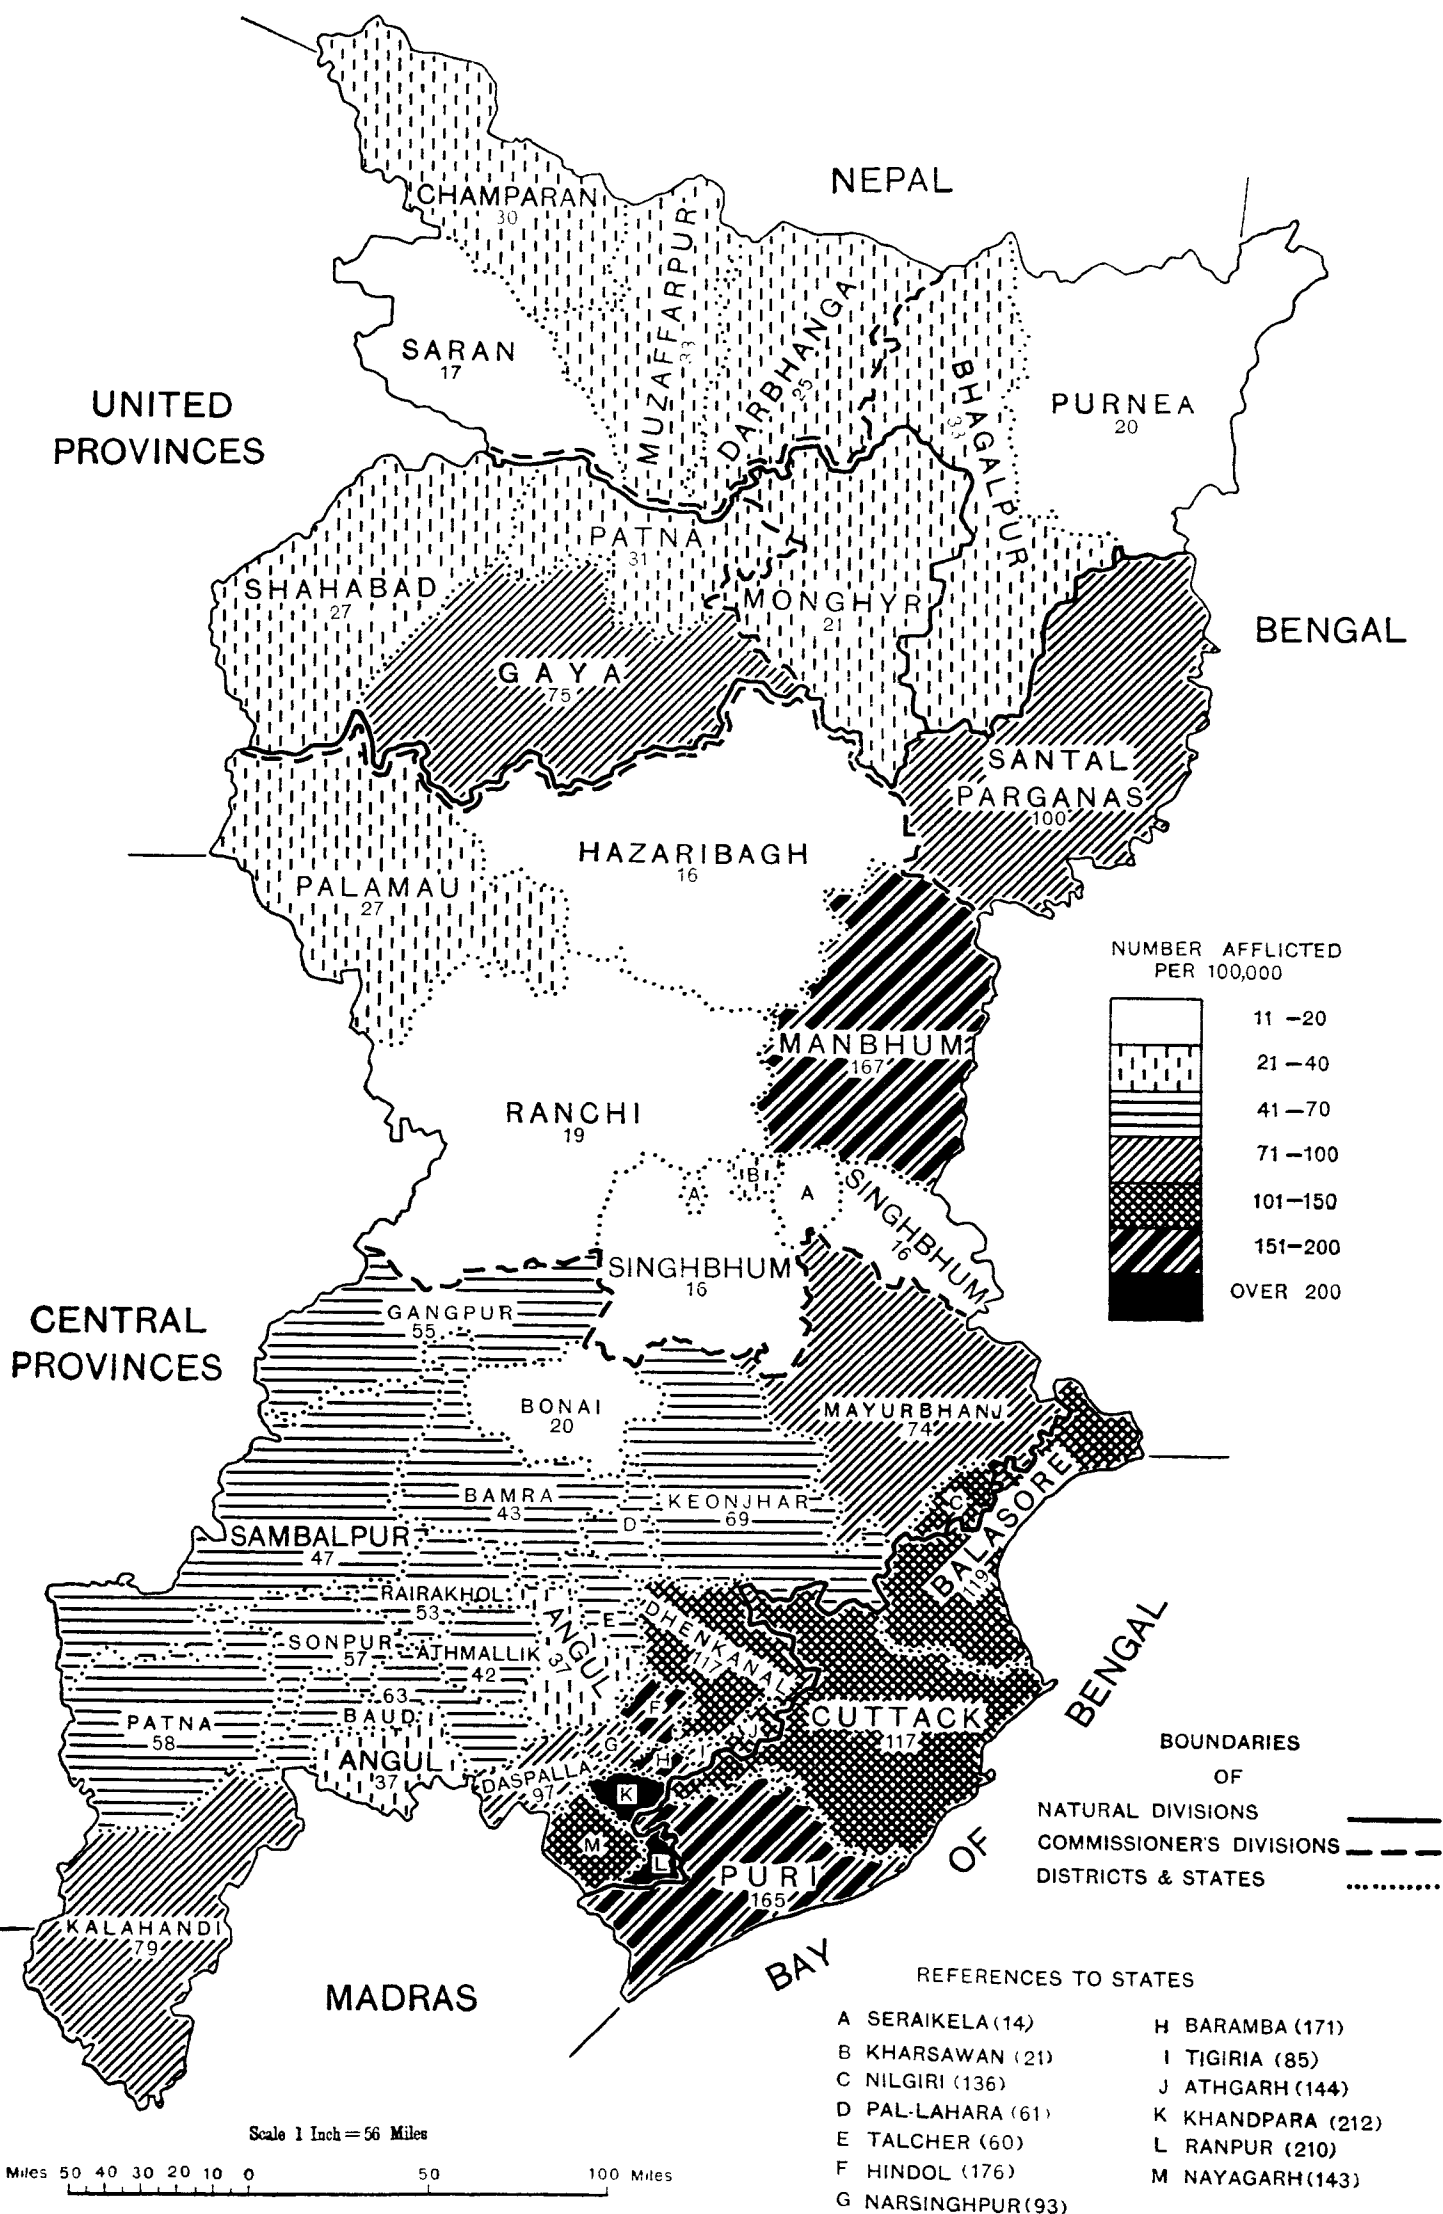 NEPAL
CHAMPARAN
30
MUZAFFARPUR
33
DARBHANGA
25
BHAGALPUR
33
SARAN
17
PURNEA
20
UNITED
PROVINCES
PATNA
31
SHAHABAD
27
MONGHYR
21
BENGAL
GAYA
75
SANTAL
PARGANAS
100
HAZARIBAGH
16
PALAMAU
27
NUMBER AFFLICTED
PER 100,000
11 – 20
21 – 40
41 – 70
71 – 100
101 – 150
151 – 200
OVER 200
MANBHUM
167
RANCHI
19
A
B
A
SINGHBHUM
16
SINGHBHUM
16
CENTRAL
PROVINCES
GANGPUR
55
BONAI
20
MAYURBHANJ
74
BAMRA
43
D
KEONJHAR
69
C
BALASORE
119
SAMBALPUR
47
RAIRAKHOL
53
SONPUR
57
ATHMALLIK
42
ANGUL
37
E
DHENKANAL
117
63
BAUD
PATNA
58
ANGUL
37
F
G
H
I
J
CUTTACK
117
DASPALLA
97
K
M
L
PURI
165
KALAHANDI
79
MADRAS
BAY
OF
BENGAL
BOUNDARIES
OF
NATURAL DIVISIONS
COMMISSIONER'S DIVISIONS
DISTRICTS & STATES
REFERENCES TO STATES
A SERAIKELA (14)
B KHARSAWAN (21)
C NILGIRI (136)
D PAL-LAHARA (61)
E TALCHER (60)
F HINDOL (176)
G NARSINGHPUR (93)
H BARAMBA (171)
I TIGIRIA (85)
J ATHGARH (144)
K KHANDPARA (212)
L RANPUR (210)
M NAYAGARH (143)
Scale 1 Inch = 56 Miles
Miles 50 40 30 20 10 0 50 100 Miles